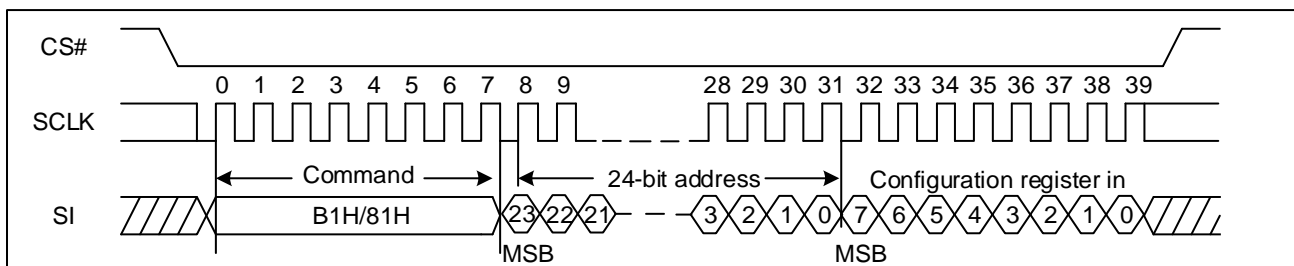 CS#
0 1 2 3 4 5 6 7 8 9 28 29 30 31 32 33 34 35 36 37 38 39
SCLK
Command 24-bit address Configuration register in
SI B1H/81H 23 22 21 3 2 1 0 7 6 5 4 3 2 1 0
MSB MSB